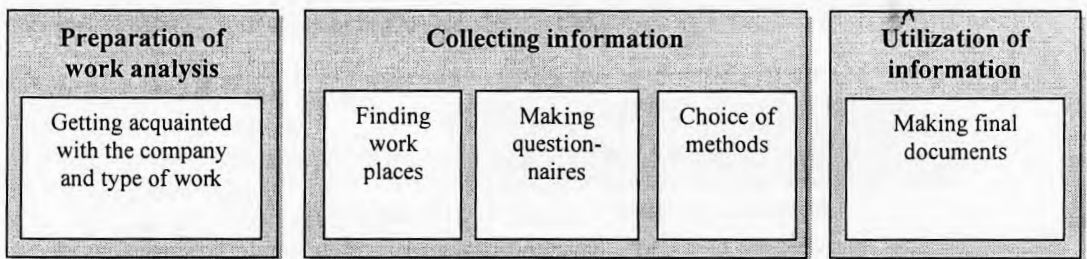 Preparation of
work analysis
Getting acquainted
with the company
and type of work
Collecting information
Finding
work
places
Making
question-
naires
Choice of
methods
Utilization of
information
Making final
documents